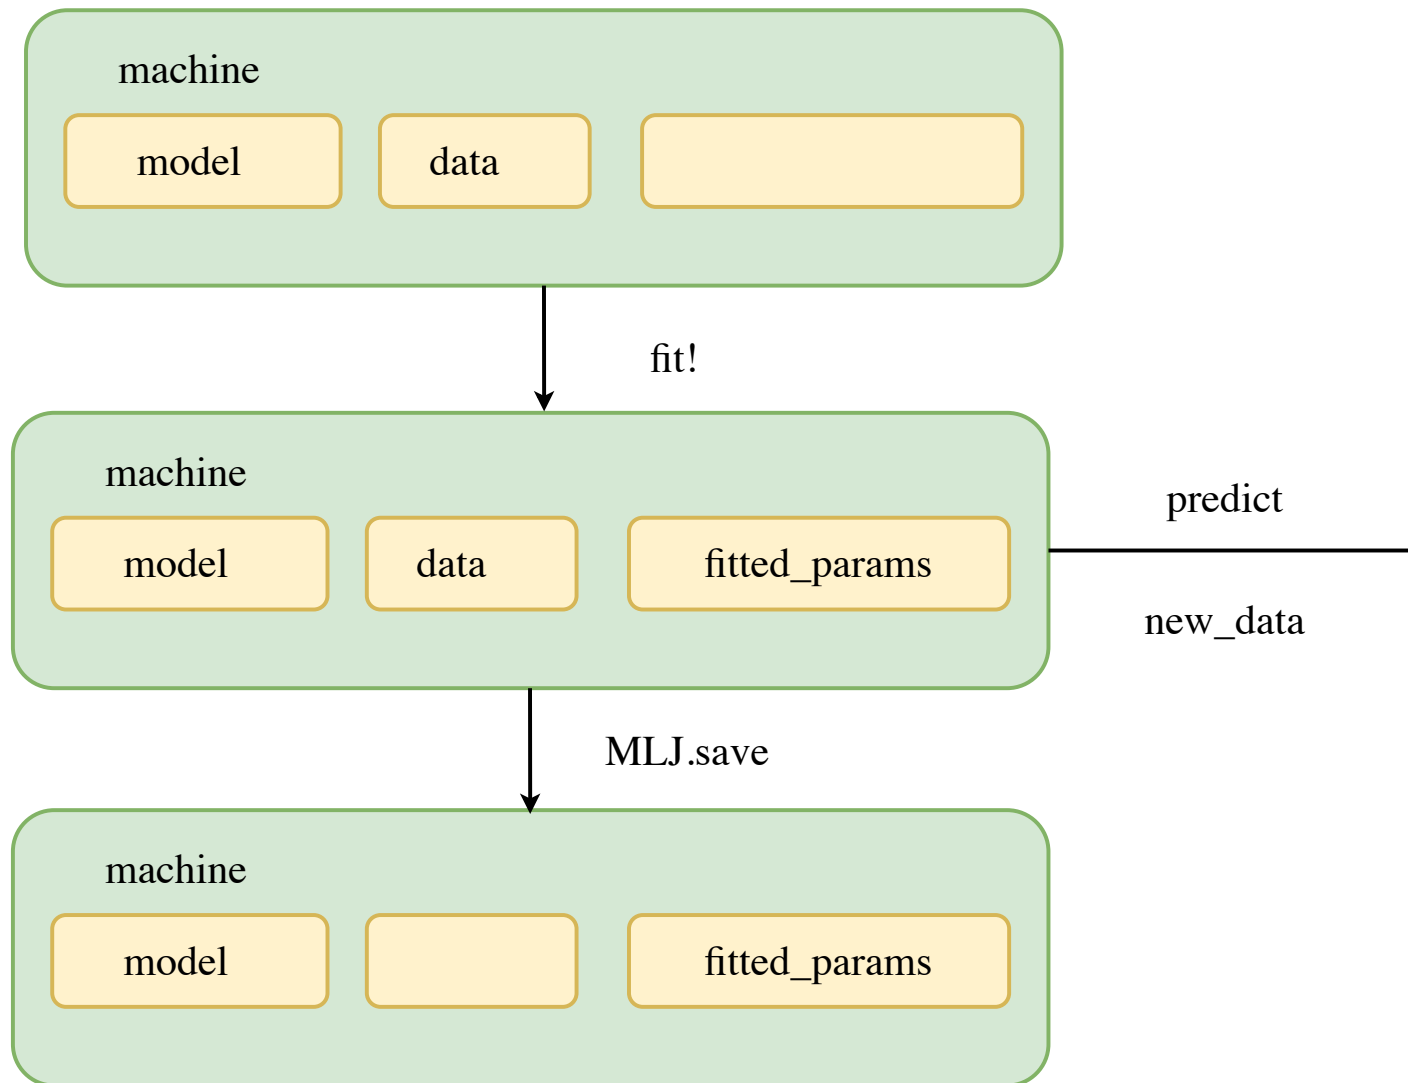 machine
model data
fit!
machine
model data fitted_params
predict
new_data
MLJ.save
machine
model fitted_params